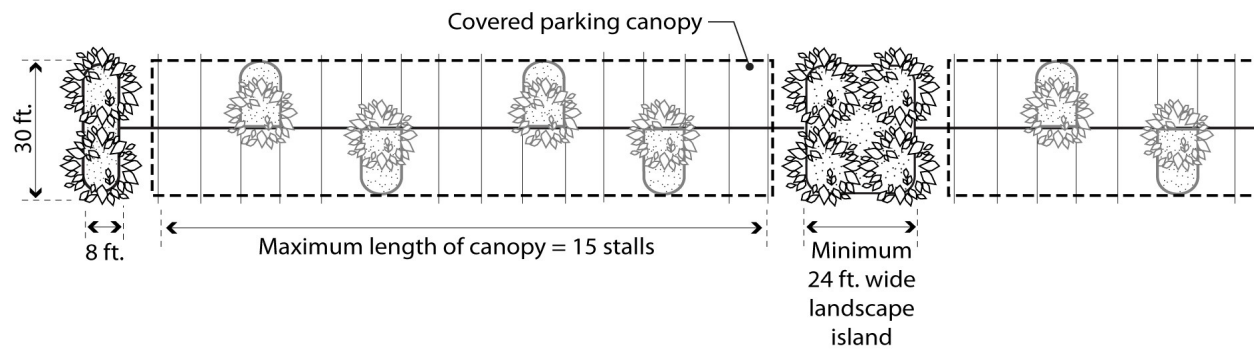 Covered parking canopy
30 ft.
8 ft.
Maximum length of canopy = 15 stalls
Minimum
24 ft. wide
landscape
island